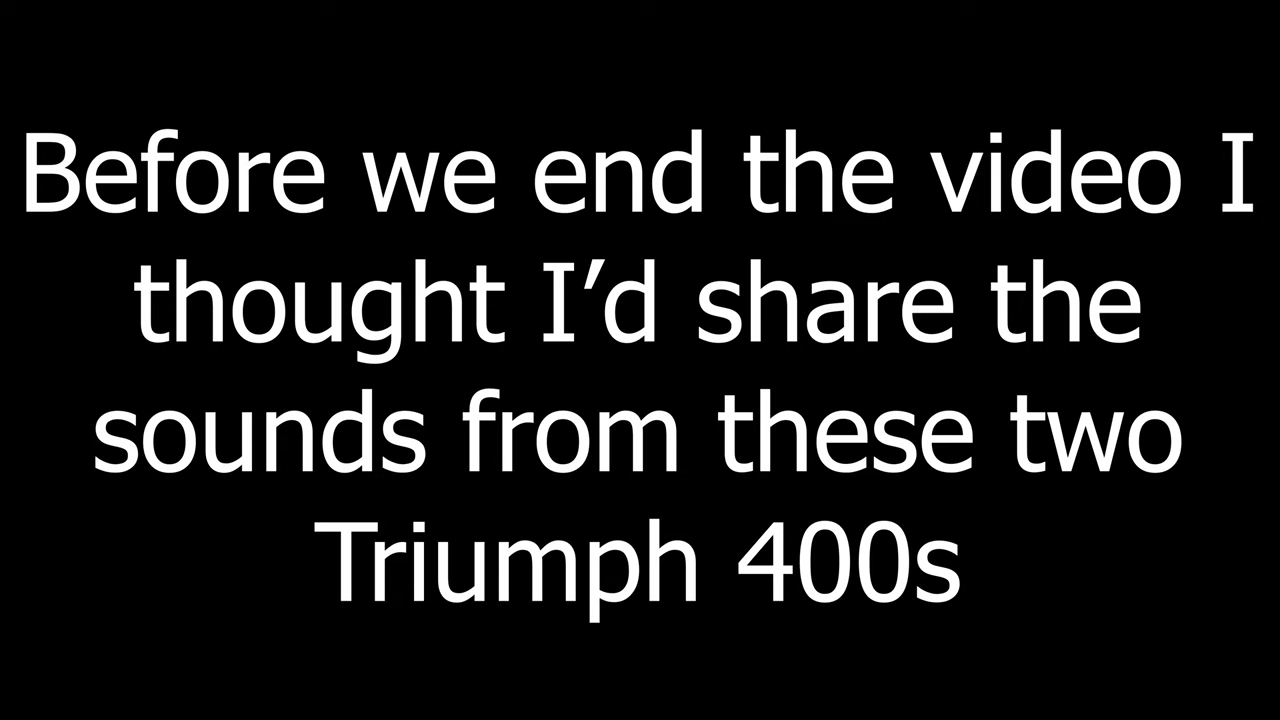 Before we end the video I
thought I’d share the
sounds from these two
Triumph 400s